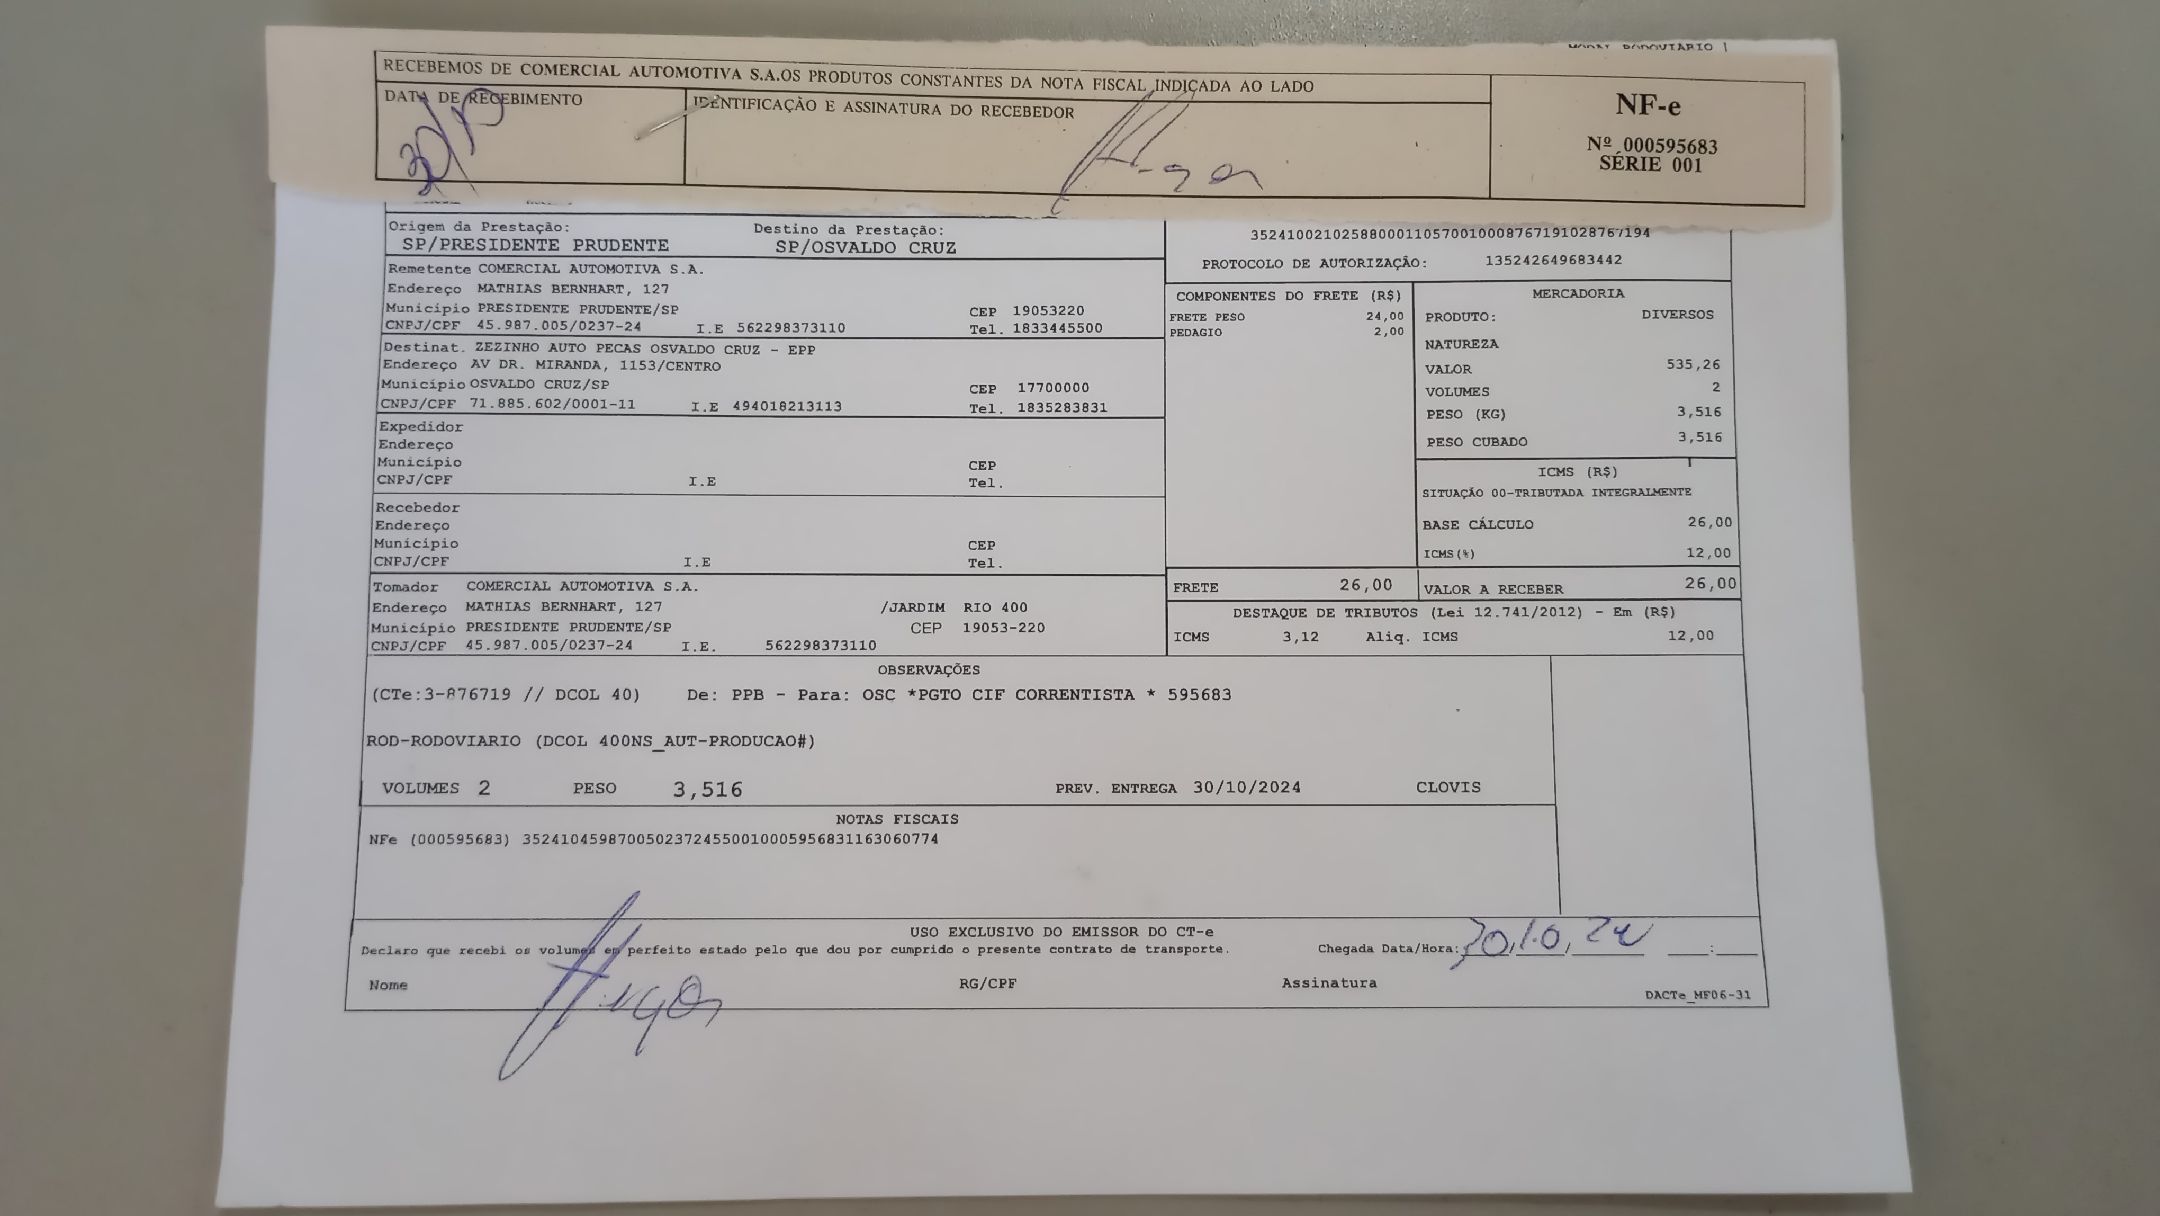 RECEBEMOS DE COMERCIAL AUTOMOTIVA S.A.OS PRODUTOS CONSTANTES DA NOTA FISCAL INDICADA AO LADO
DATA DE RECEBIMENTO
IDENTIFICAÇÃO E ASSINATURA DO RECEBEDOR
NF-e
Nº 000595683
SÉRIE 001
30/10
Origem da Prestação:
SP/PRESIDENTE PRUDENTE
Destino da Prestação:
SP/OSVALDO CRUZ
35241002102588000110570010008767191028767194
PROTOCOLO DE AUTORIZAÇÃO: 135242649683442
Remetente COMERCIAL AUTOMOTIVA S.A.
Endereço MATHIAS BERNHART, 127
Município PRESIDENTE PRUDENTE/SP CEP 19053220
CNPJ/CPF 45.987.005/0237-24 I.E 562298373110 Tel. 1833445500
Destinat. ZEZINHO AUTO PECAS OSVALDO CRUZ - EPP
Endereço AV DR. MIRANDA, 1153/CENTRO
Município OSVALDO CRUZ/SP CEP 17700000
CNPJ/CPF 71.885.602/0001-11 I.E 494018213113 Tel. 1835283831
Expedidor
Endereço
Município CEP
CNPJ/CPF I.E Tel.
Recebedor
Endereço
Município CEP
CNPJ/CPF I.E Tel.
Tomador COMERCIAL AUTOMOTIVA S.A.
Endereço MATHIAS BERNHART, 127 /JARDIM RIO 400
Município PRESIDENTE PRUDENTE/SP CEP 19053-220
CNPJ/CPF 45.987.005/0237-24 I.E. 562298373110
COMPONENTES DO FRETE (R$)
FRETE PESO 24,00
PEDAGIO 2,00
MERCADORIA
PRODUTO: DIVERSOS
NATUREZA
VALOR 535,26
VOLUMES 2
PESO (KG) 3,516
PESO CUBADO 3,516
ICMS (R$)
SITUAÇÃO 00-TRIBUTADA INTEGRALMENTE
BASE CÁLCULO 26,00
ICMS(%) 12,00
FRETE 26,00 VALOR A RECEBER 26,00
DESTAQUE DE TRIBUTOS (Lei 12.741/2012) - Em (R$)
ICMS 3,12 Aliq. ICMS 12,00
OBSERVAÇÕES
(CTe:3-876719 // DCOL 40) De: PPB - Para: OSC *PGTO CIF CORRENTISTA * 595683
ROD-RODOVIARIO (DCOL 400NS_AUT-PRODUCAO#)
VOLUMES 2 PESO 3,516 PREV. ENTREGA 30/10/2024 CLOVIS
NOTAS FISCAIS
NFe (000595683) 35241045987005023724550010005956831163060774
USO EXCLUSIVO DO EMISSOR DO CT-e
Declaro que recebi os volumes em perfeito estado pelo que dou por cumprido o presente contrato de transporte. Chegada Data/Hora: 30,10,24 :
Nome RG/CPF Assinatura
DACTe_MF06-31